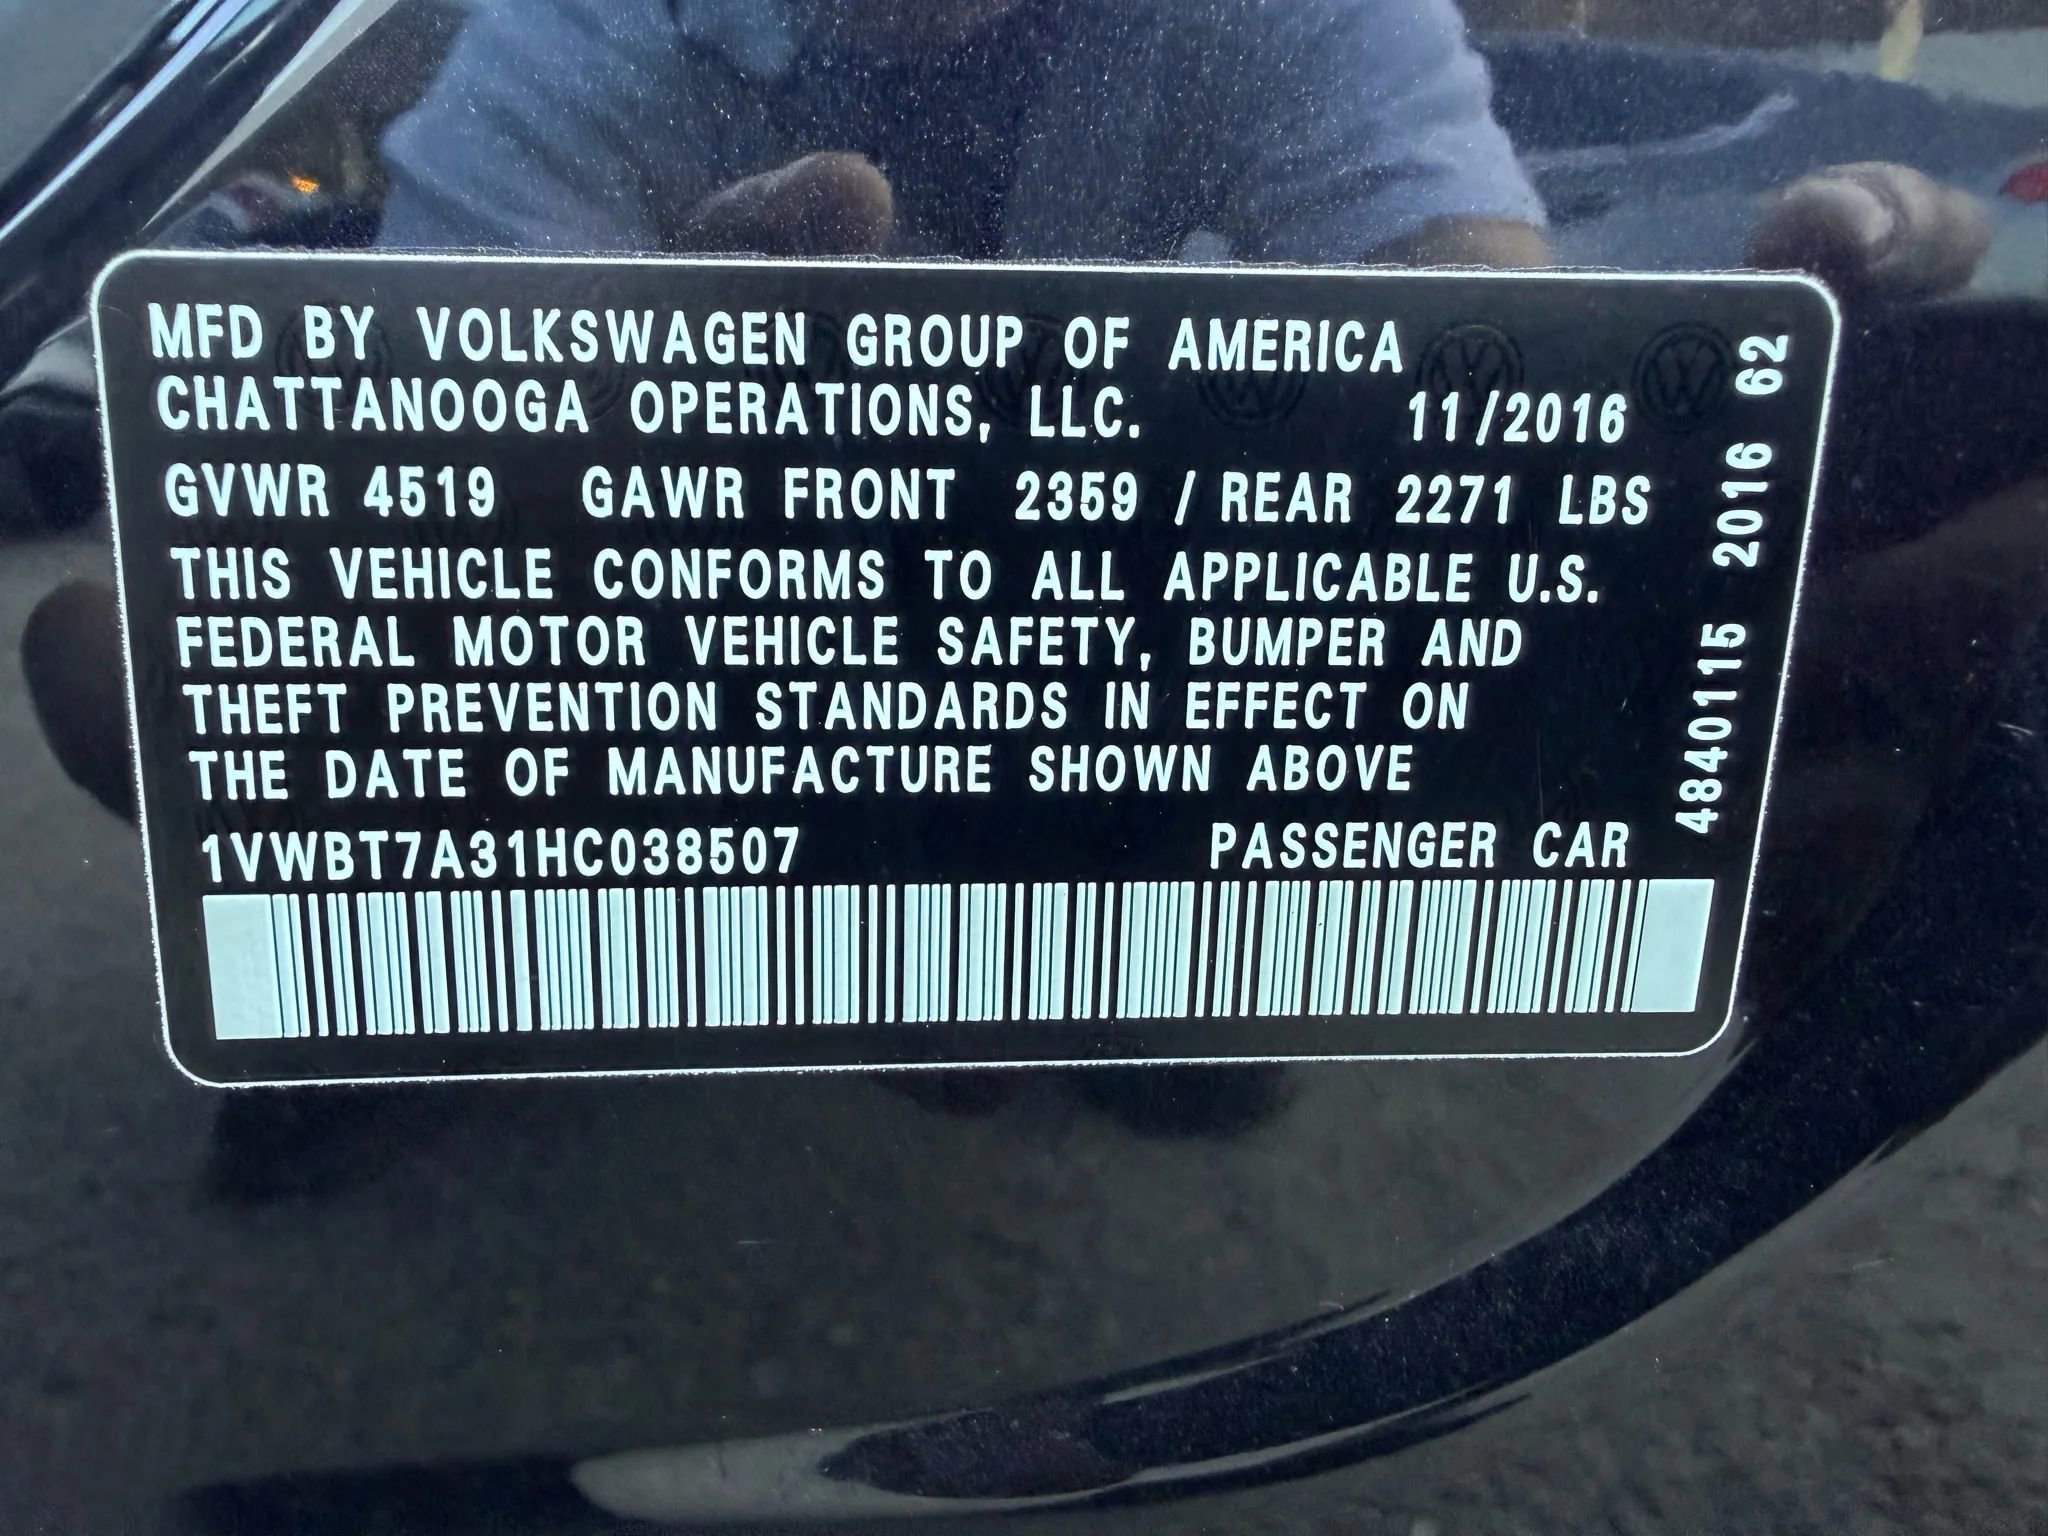 MFD BY VOLKSWAGEN GROUP OF AMERICA
CHATTANOOGA OPERATIONS, LLC. 11/2016
GVWR 4519 GAWR FRONT 2359 / REAR 2271 LBS
THIS VEHICLE CONFORMS TO ALL APPLICABLE U.S.
FEDERAL MOTOR VEHICLE SAFETY, BUMPER AND
THEFT PREVENTION STANDARDS IN EFFECT ON
THE DATE OF MANUFACTURE SHOWN ABOVE
1VWBT7A31HC038507 PASSENGER CAR
4840115 2016 62